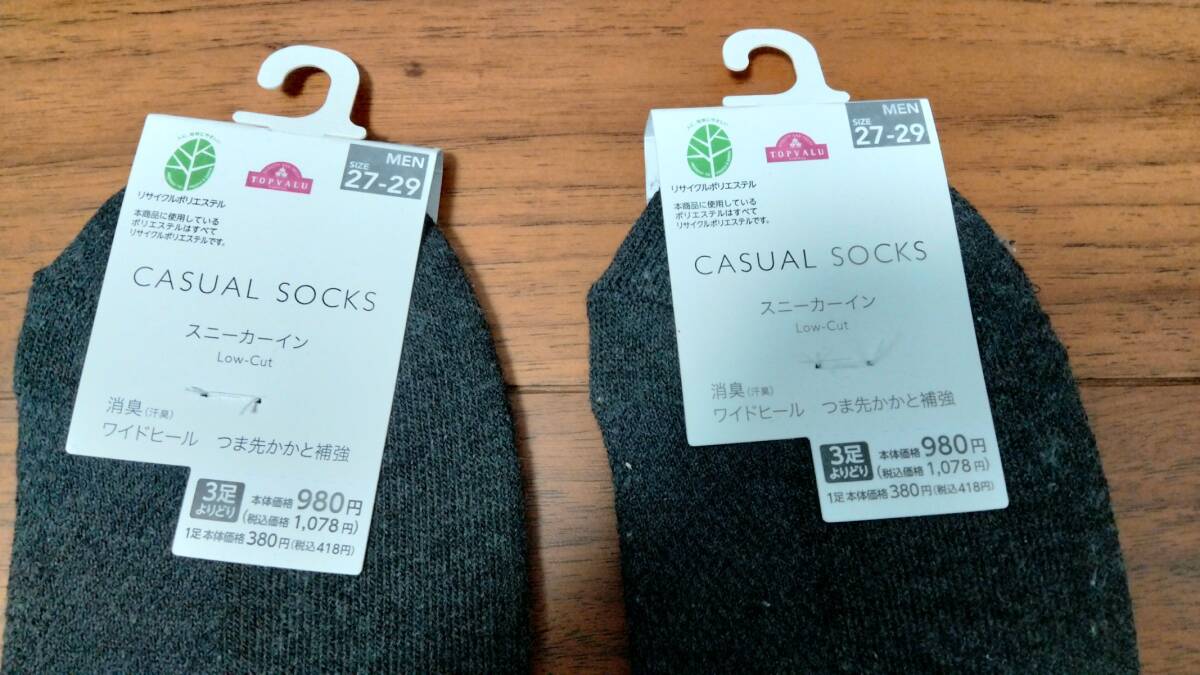 リサイクルポリエステル
TOPVALU
MEN
SIZE
27-29
本商品に使用している
ポリエステルはすべて
リサイクルポリエステルです。
CASUAL SOCKS
スニーカーイン
Low-Cut
消臭(汗臭)
ワイドヒール つま先かかと補強
3足
よりどり
本体価格980円
(税込価格1,078円)
1足本体価格380円(税込418円)
リサイクルポリエステル
TOPVALU
MEN
SIZE
27-29
本商品に使用している
ポリエステルはすべて
リサイクルポリエステルです。
CASUAL SOCKS
スニーカーイン
Low-Cut
消臭(汗臭)
ワイドヒール つま先かかと補強
3足
よりどり
本体価格980円
(税込価格1,078円)
1足本体価格380円(税込418円)